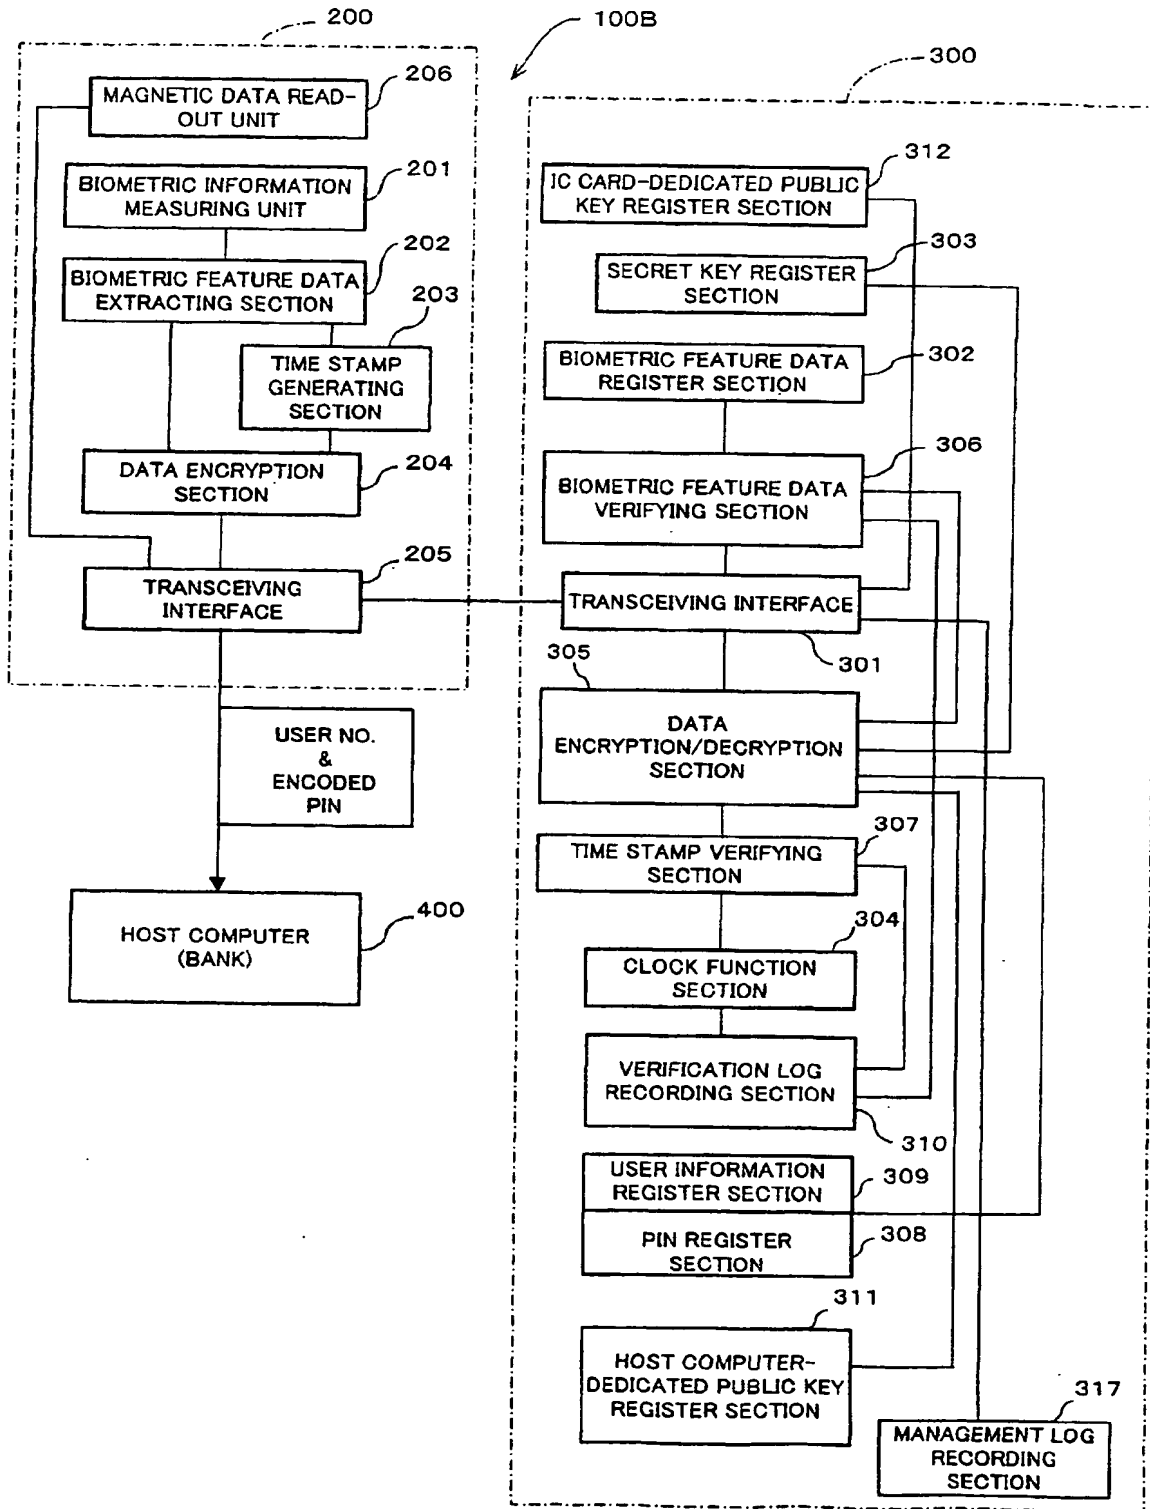 200
100B
300
206
MAGNETIC DATA READ-
OUT UNIT
201
BIOMETRIC INFORMATION
MEASURING UNIT
202
BIOMETRIC FEATURE DATA
EXTRACTING SECTION
203
TIME STAMP
GENERATING
SECTION
204
DATA ENCRYPTION
SECTION
205
TRANSCEIVING
INTERFACE
USER NO.
&
ENCODED
PIN
400
HOST COMPUTER
(BANK)
312
IC CARD-DEDICATED PUBLIC
KEY REGISTER SECTION
303
SECRET KEY REGISTER
SECTION
302
BIOMETRIC FEATURE DATA
REGISTER SECTION
306
BIOMETRIC FEATURE DATA
VERIFYING SECTION
TRANSCEIVING INTERFACE
301
305
DATA
ENCRYPTION/DECRYPTION
SECTION
307
TIME STAMP VERIFYING
SECTION
304
CLOCK FUNCTION
SECTION
VERIFICATION LOG
RECORDING SECTION
310
USER INFORMATION
REGISTER SECTION
309
PIN REGISTER
SECTION
308
311
HOST COMPUTER-
DEDICATED PUBLIC KEY
REGISTER SECTION
317
MANAGEMENT LOG
RECORDING
SECTION